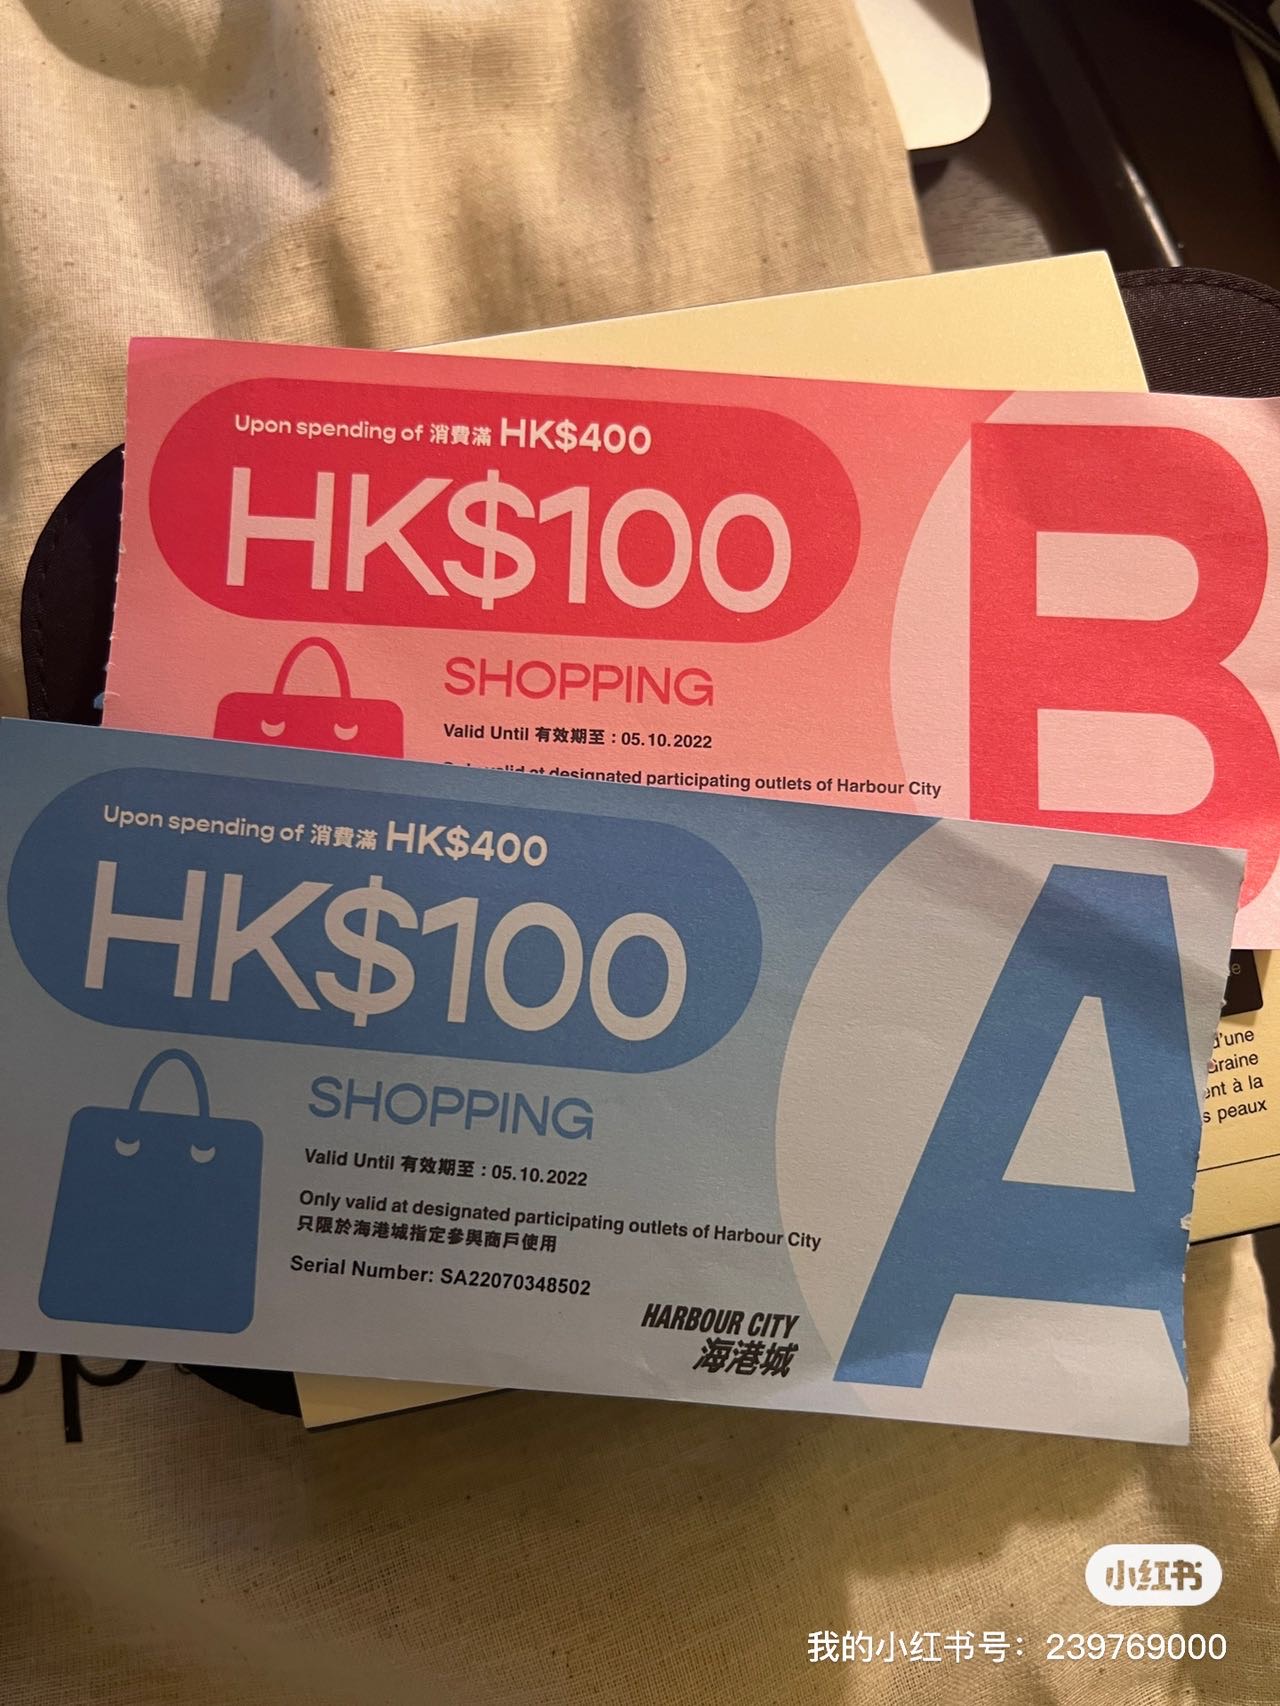 Upon spending of 消費滿 HK$400
HK$100
B
SHOPPING
Valid Until 有效期至：05.10.2022
designated participating outlets of Harbour City
Upon spending of 消費滿 HK$400
HK$100
A
SHOPPING
Valid Until 有效期至：05.10.2022
Only valid at designated participating outlets of Harbour City
只限於海港城指定參與商戶使用
Serial Number: SA22070348502
HARBOUR CITY
海港城
d'une
Graine
ent à la
s peaux
小红书
我的小红书号：239769000